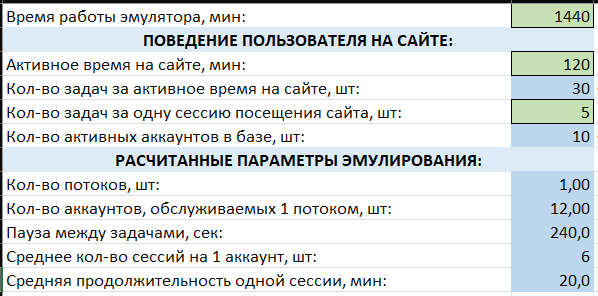 Время работы эмулятора, мин: 1440
ПОВЕДЕНИЕ ПОЛЬЗОВАТЕЛЯ НА САЙТЕ:
Активное время на сайте, мин: 120
Кол-во задач за активное время на сайте, шт: 30
Кол-во задач за одну сессию посещения сайта, шт: 5
Кол-во активных аккаунтов в базе, шт: 10
РАСЧИТАННЫЕ ПАРАМЕТРЫ ЭМУЛИРОВАНИЯ:
Кол-во потоков, шт: 1,00
Кол-во аккаунтов, обслуживаемых 1 потоком, шт: 12,00
Пауза между задачами, сек: 240,0
Среднее кол-во сессий на 1 аккаунт, шт: 6
Средняя продолжительность одной сессии, мин: 20,0